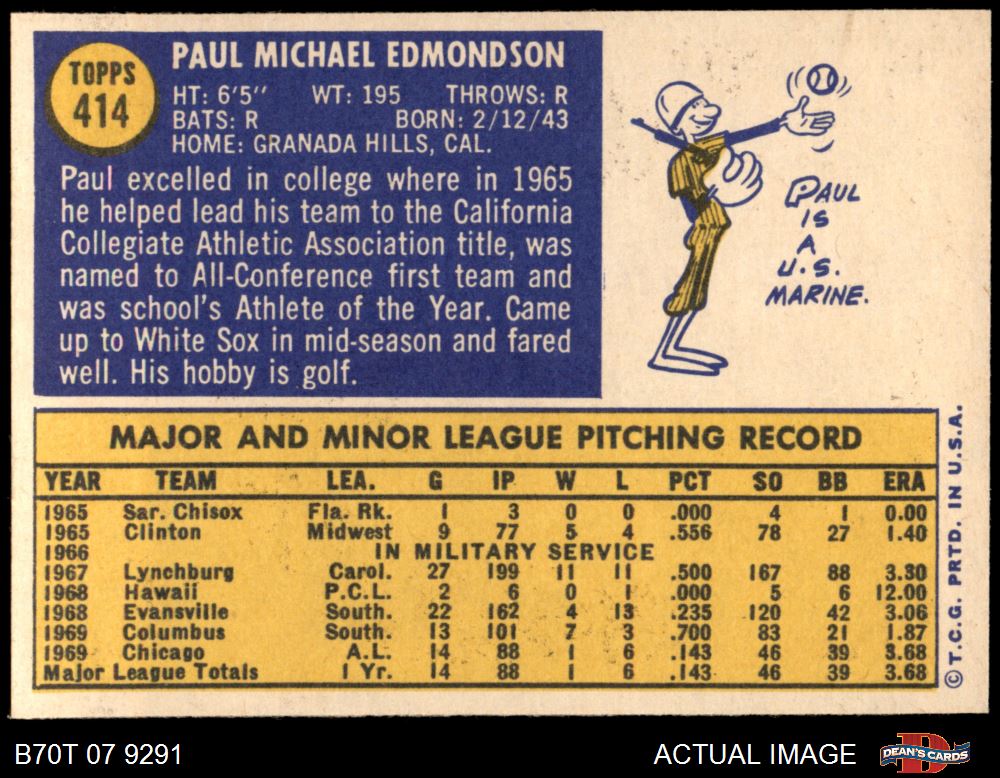 TOPPS
414
PAUL MICHAEL EDMONDSON
HT: 6'5" WT: 195 THROWS: R
BATS: R BORN: 2/12/43
HOME: GRANADA HILLS, CAL.
Paul excelled in college where in 1965
he helped lead his team to the California
Collegiate Athletic Association title, was
named to All-Conference first team and
was school's Athlete of the Year. Came
up to White Sox in mid-season and fared
well. His hobby is golf.
PAUL
IS
A
U.S.
MARINE.
MAJOR AND MINOR LEAGUE PITCHING RECORD
YEAR TEAM LEA. G IP W L PCT SO BB ERA
1965 Sar. Chisox Fla. Rk. 1 3 0 0 .000 4 1 0.00
1965 Clinton Midwest 9 77 5 4 .556 78 27 1.40
1966 IN MILITARY SERVICE
1967 Lynchburg Carol. 27 199 11 11 .500 167 88 3.30
1968 Hawaii P.C.L. 2 6 0 1 .000 5 6 12.00
1968 Evansville South. 22 162 4 13 .235 120 42 3.06
1969 Columbus South. 13 101 7 3 .700 83 21 1.87
1969 Chicago A.L. 14 88 1 6 .143 46 39 3.68
Major League Totals 1 Yr. 14 88 1 6 .143 46 39 3.68
© T.C.G. PRTD. IN U.S.A.
B70T 07 9291
ACTUAL IMAGE
DEAN'S CARDS